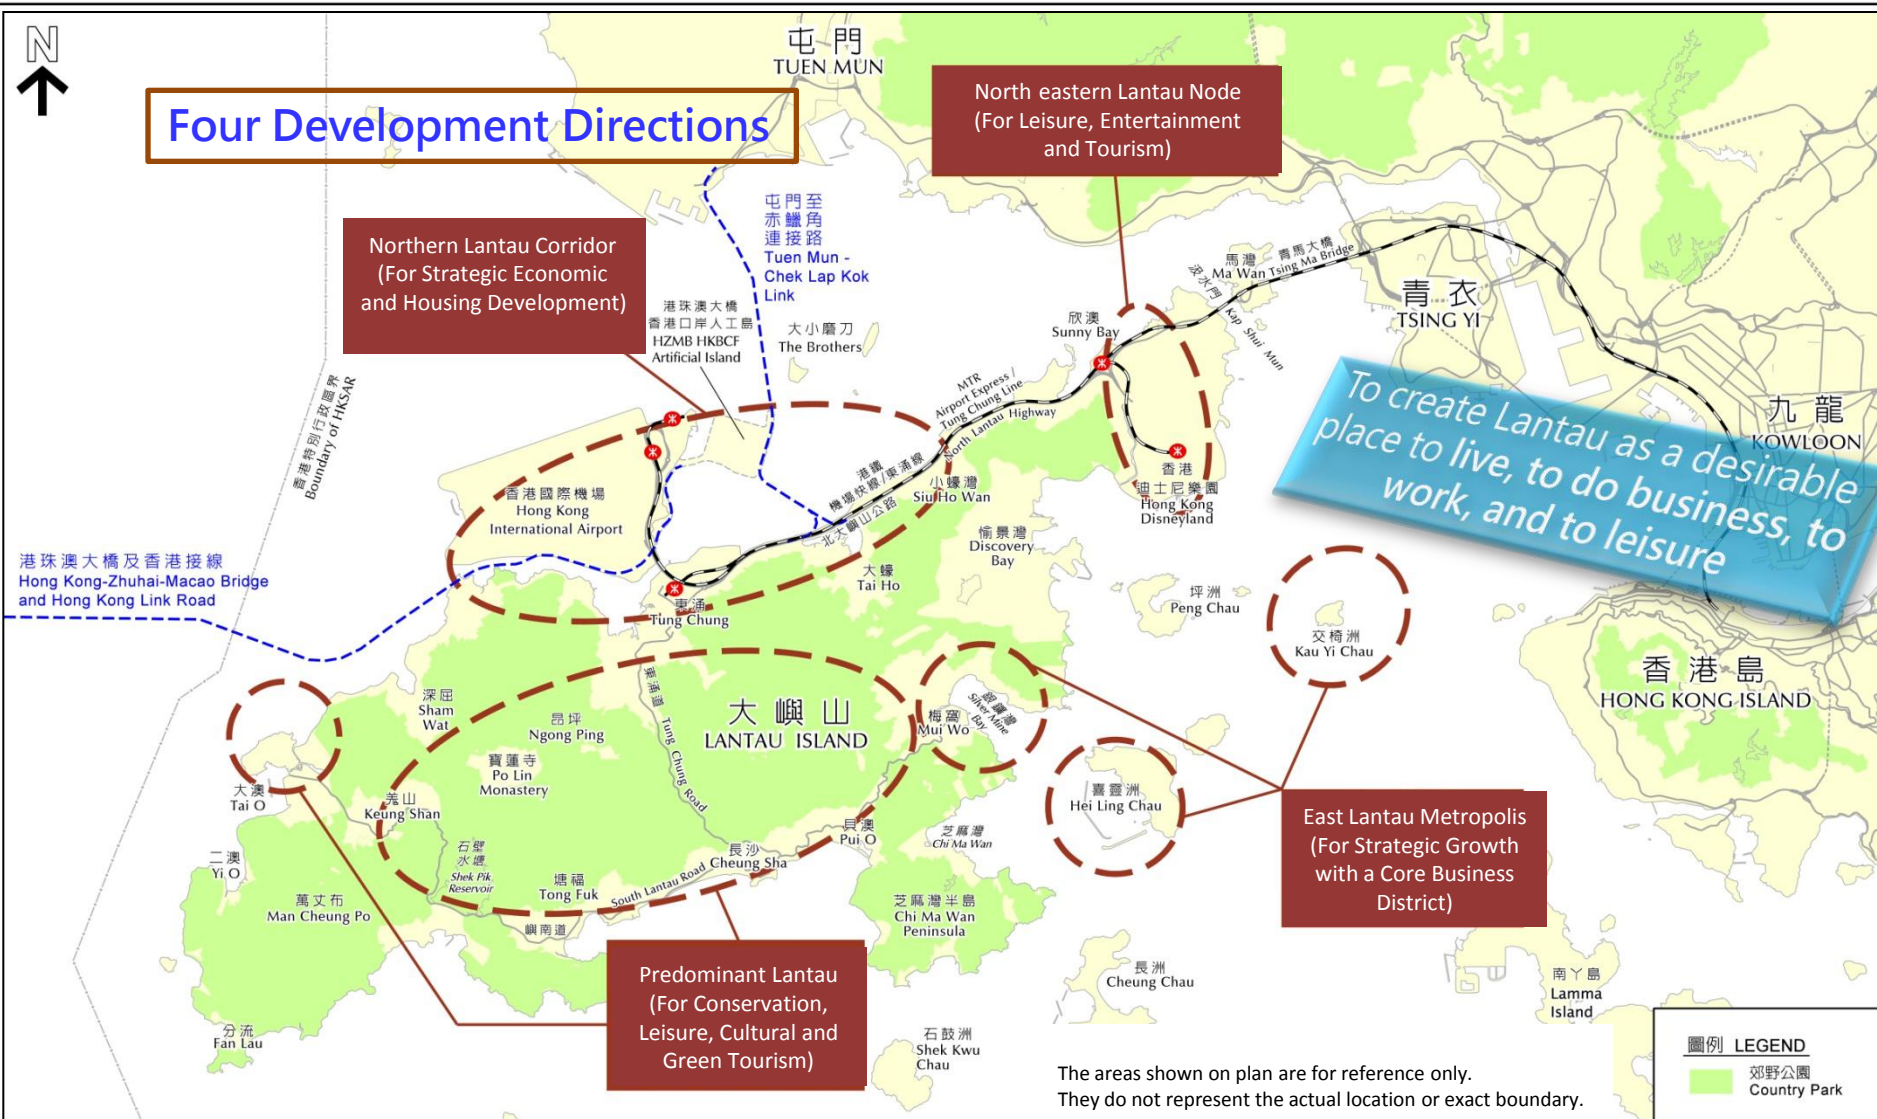 N
屯門
TUEN MUN
Four Development Directions
North eastern Lantau Node
(For Leisure, Entertainment
and Tourism)
Northern Lantau Corridor
(For Strategic Economic
and Housing Development)
屯門至
赤鱲角
連接路
Tuen Mun -
Chek Lap Kok
Link
港珠澳大橋
香港口岸人工島
HZMB HKBCF
Artificial Island
大小磨刀
The Brothers
欣澳
Sunny Bay
馬灣
Ma Wan
青馬大橋
Tsing Ma Bridge
汲水門 Kap Shui Mun
青衣
TSING YI
九龍
KOWLOON
To create Lantau as a desirable
place to live, to do business, to
work, and to leisure
香港特別行政區界
Boundary of HKSAR
MTR
Airport Express /
Tung Chung Line
North Lantau Highway
港鐵
機場快線/東涌線
北大嶼山公路
香港國際機場
Hong Kong
International Airport
小蠔灣
Siu Ho Wan
香港
迪士尼樂園
Hong Kong
Disneyland
愉景灣
Discovery
Bay
港珠澳大橋及香港接線
Hong Kong-Zhuhai-Macao Bridge
and Hong Kong Link Road
大蠔
Tai Ho
東涌
Tung Chung
坪洲
Peng Chau
交椅洲
Kau Yi Chau
香港島
HONG KONG ISLAND
深屈
Sham
Wat
昂坪
Ngong Ping
東涌道 Tung Chung Road
大嶼山
LANTAU ISLAND
梅窩
Mui Wo
銀鑛灣
Silver Mine
Bay
寶蓮寺
Po Lin
Monastery
大澳
Tai O
羗山
Keung Shan
喜靈洲
Hei Ling Chau
East Lantau Metropolis
(For Strategic Growth
with a Core Business
District)
貝澳
Pui O
芝麻灣
Chi Ma Wan
二澳
Yi O
石壁
水塘
Shek Pik
Reservoir
長沙
Cheung Sha
塘福
Tong Fuk
South Lantau Road
嶼南道
萬丈布
Man Cheung Po
芝麻灣半島
Chi Ma Wan
Peninsula
Predominant Lantau
(For Conservation,
Leisure, Cultural and
Green Tourism)
長洲
Cheung Chau
南丫島
Lamma
Island
分流
Fan Lau
石鼓洲
Shek Kwu
Chau
The areas shown on plan are for reference only.
They do not represent the actual location or exact boundary.
圖例 LEGEND
郊野公園
Country Park